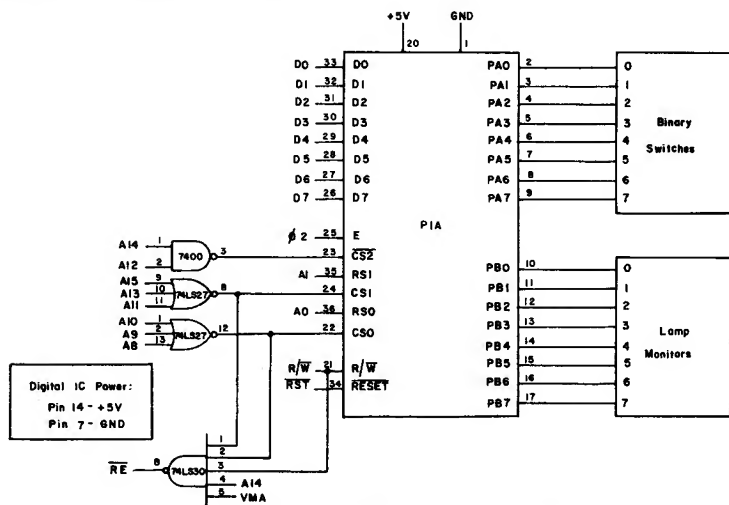 +5V GND
20 1
D0 33 D0 PA0 2 0
D1 32 D1 PA1 3 1
D2 31 D2 PA2 4 2
D3 30 D3 PA3 5 3 Binary
D4 29 D4 PA4 6 4 Switches
D5 28 D5 PA5 7 5
D6 27 D6 PA6 8 6
D7 26 D7 PA7 9 7
PIA
ϕ2 25 E
A14 1 7400 3 23 C̅S̅2̅
A12 2
A1 35 RS1
A15 9 74LS27 8 24 CS1
A13 10
A11 11
A0 36 RS0
A10 1 74LS27 12 22 CS0
A9 2
A8 13
R/W̅ 21 R/W̅
R̅S̅T̅ 34 R̅E̅S̅E̅T̅
PB0 10 0
PB1 11 1
PB2 12 2
PB3 13 3 Lamp
PB4 14 4 Monitors
PB5 15 5
PB6 16 6
PB7 17 7
Digital IC Power:
Pin 14 - +5V
Pin 7 - GND
R̅E̅ 8 74LS30 1
2
3
4 A14
5 VMA